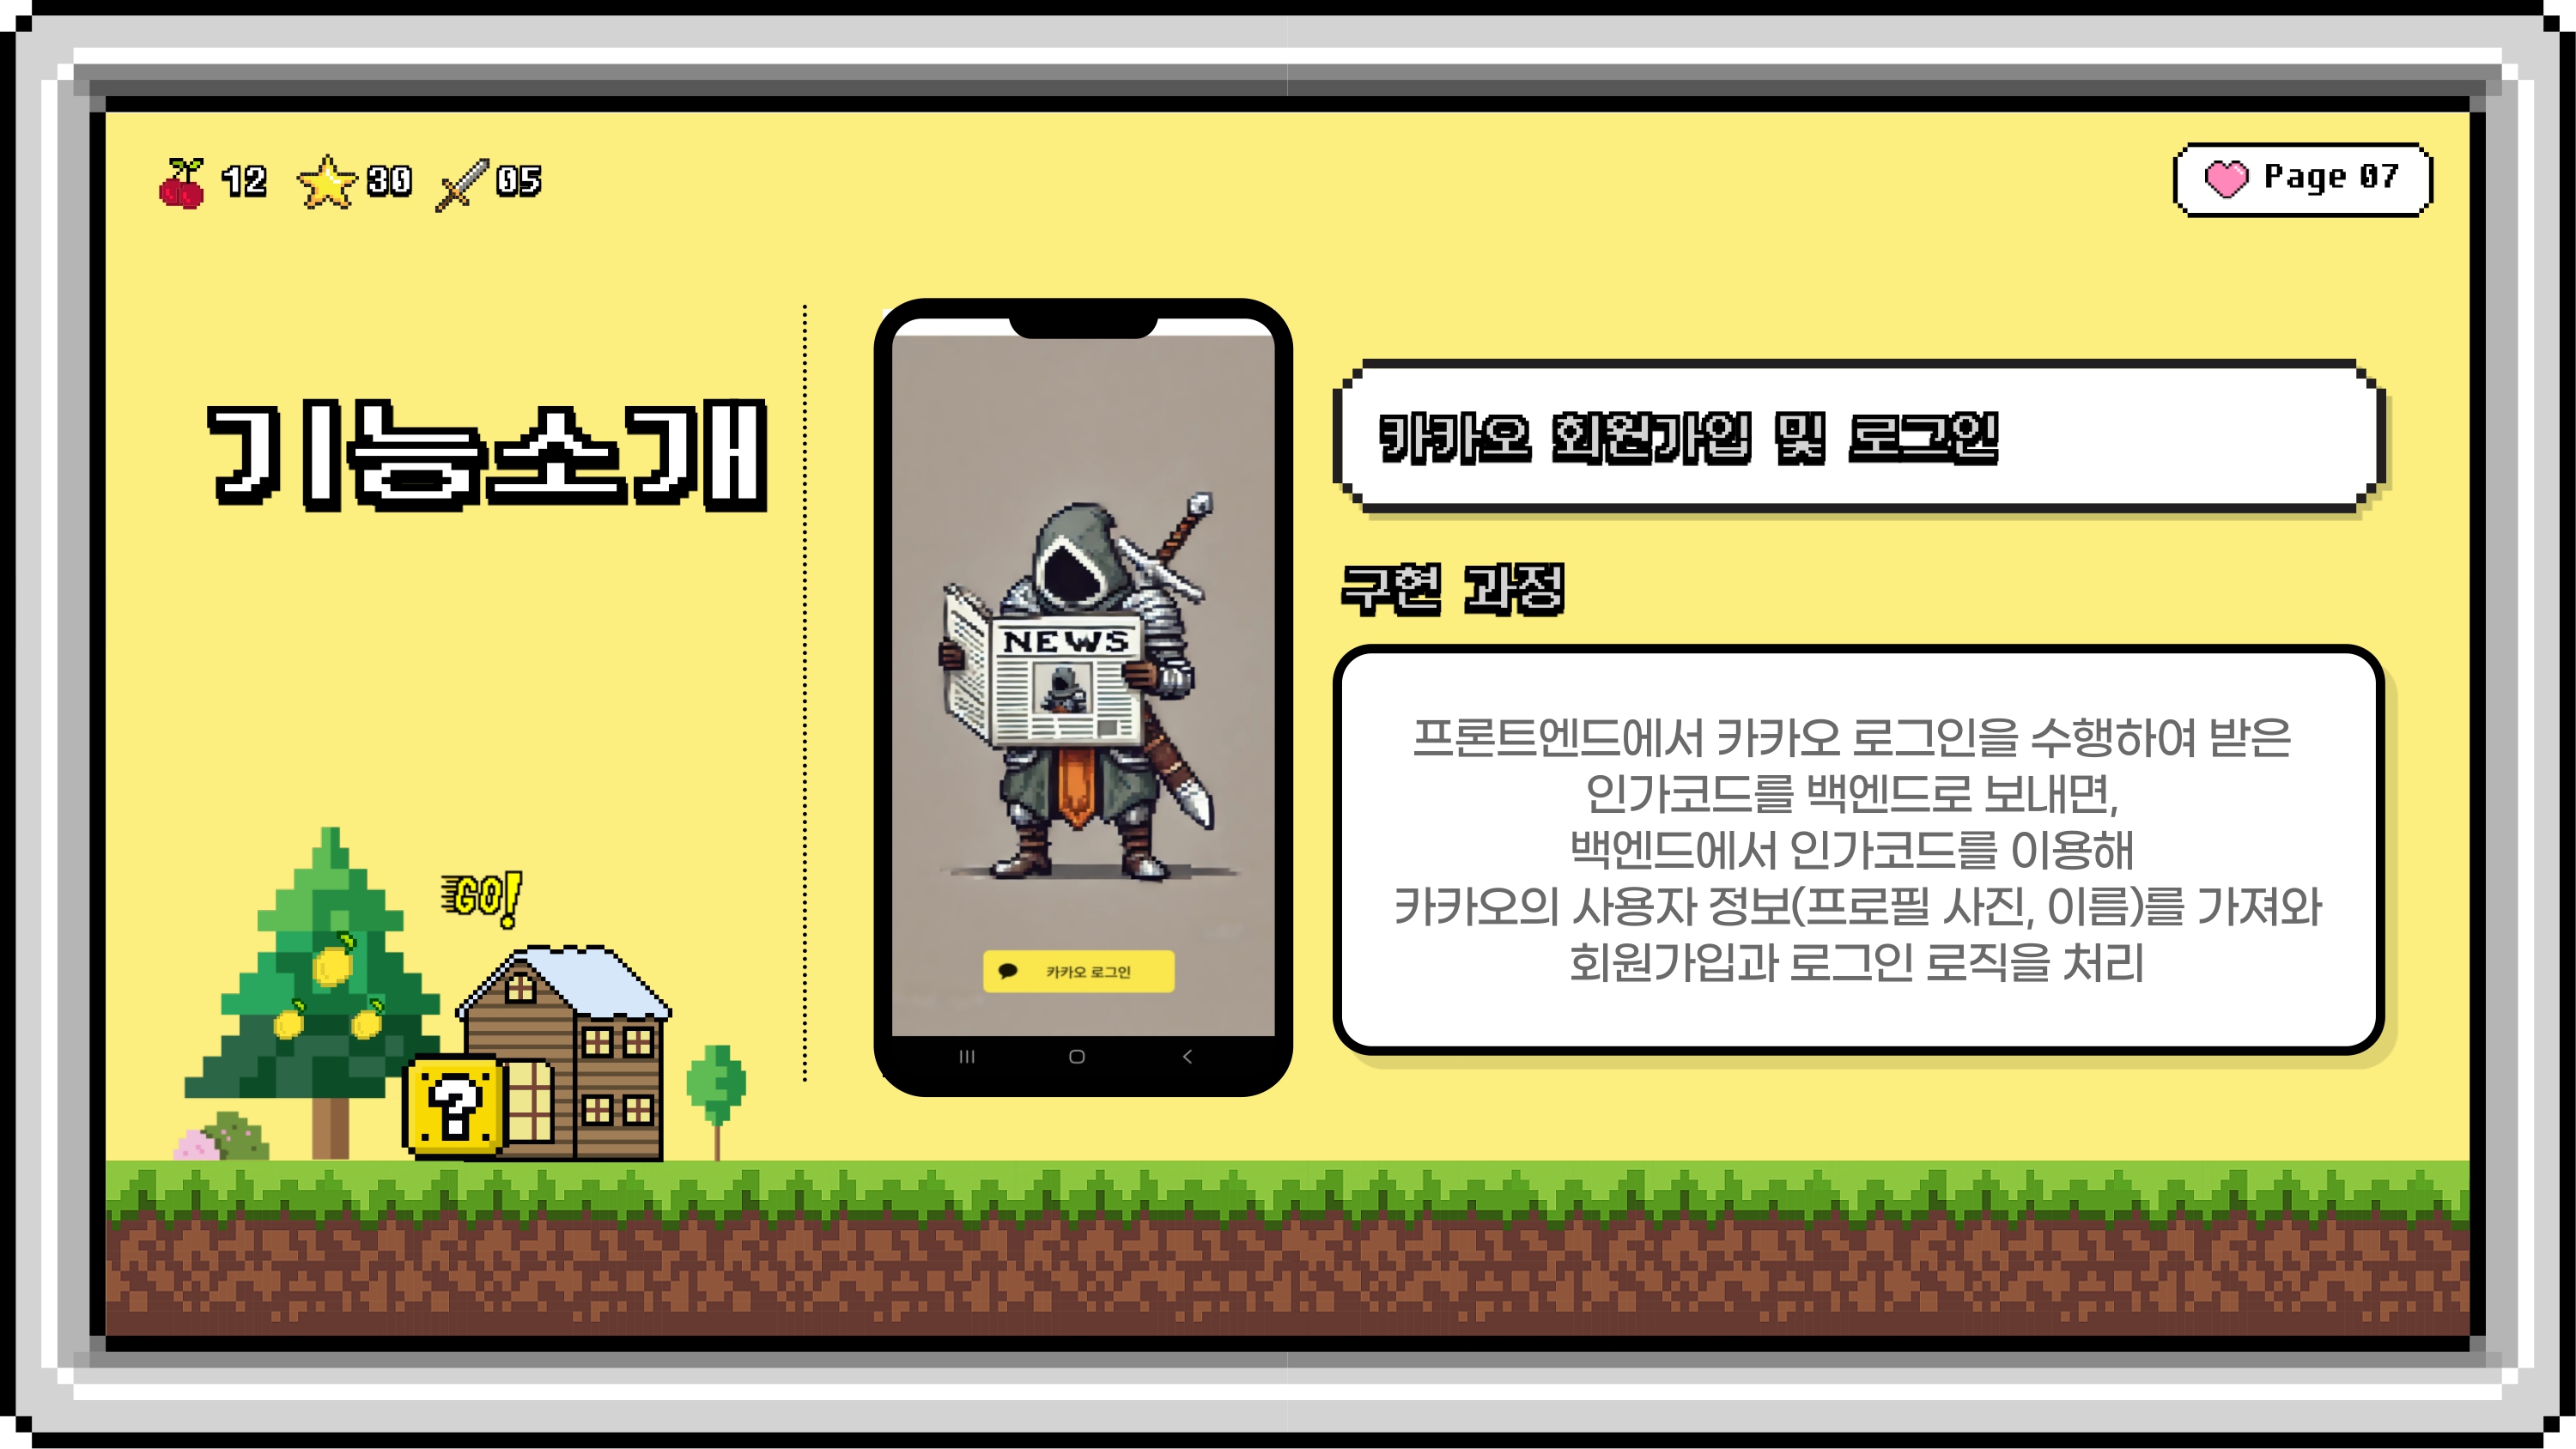 12 30 05
Page 07
기능소개
NEWS
카카오 로그인
카카오 회원가입 및 로그인
구현 과정
프론트엔드에서 카카오 로그인을 수행하여 받은
인가코드를 백엔드로 보내면,
백엔드에서 인가코드를 이용해
카카오의 사용자 정보(프로필 사진, 이름)를 가져와
회원가입과 로그인 로직을 처리
GO!
?